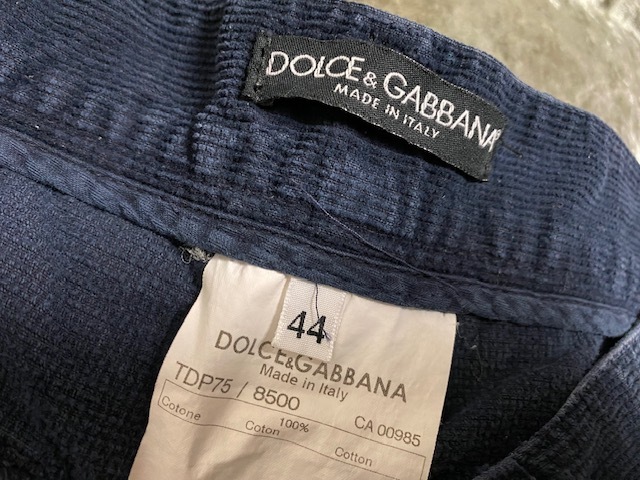 DOLCE & GABBANA
MADE IN ITALY
44
DOLCE&GABBANA
Made in Italy
TDP75 / 8500 CA 00985
Cotone 100% Coton Cotton